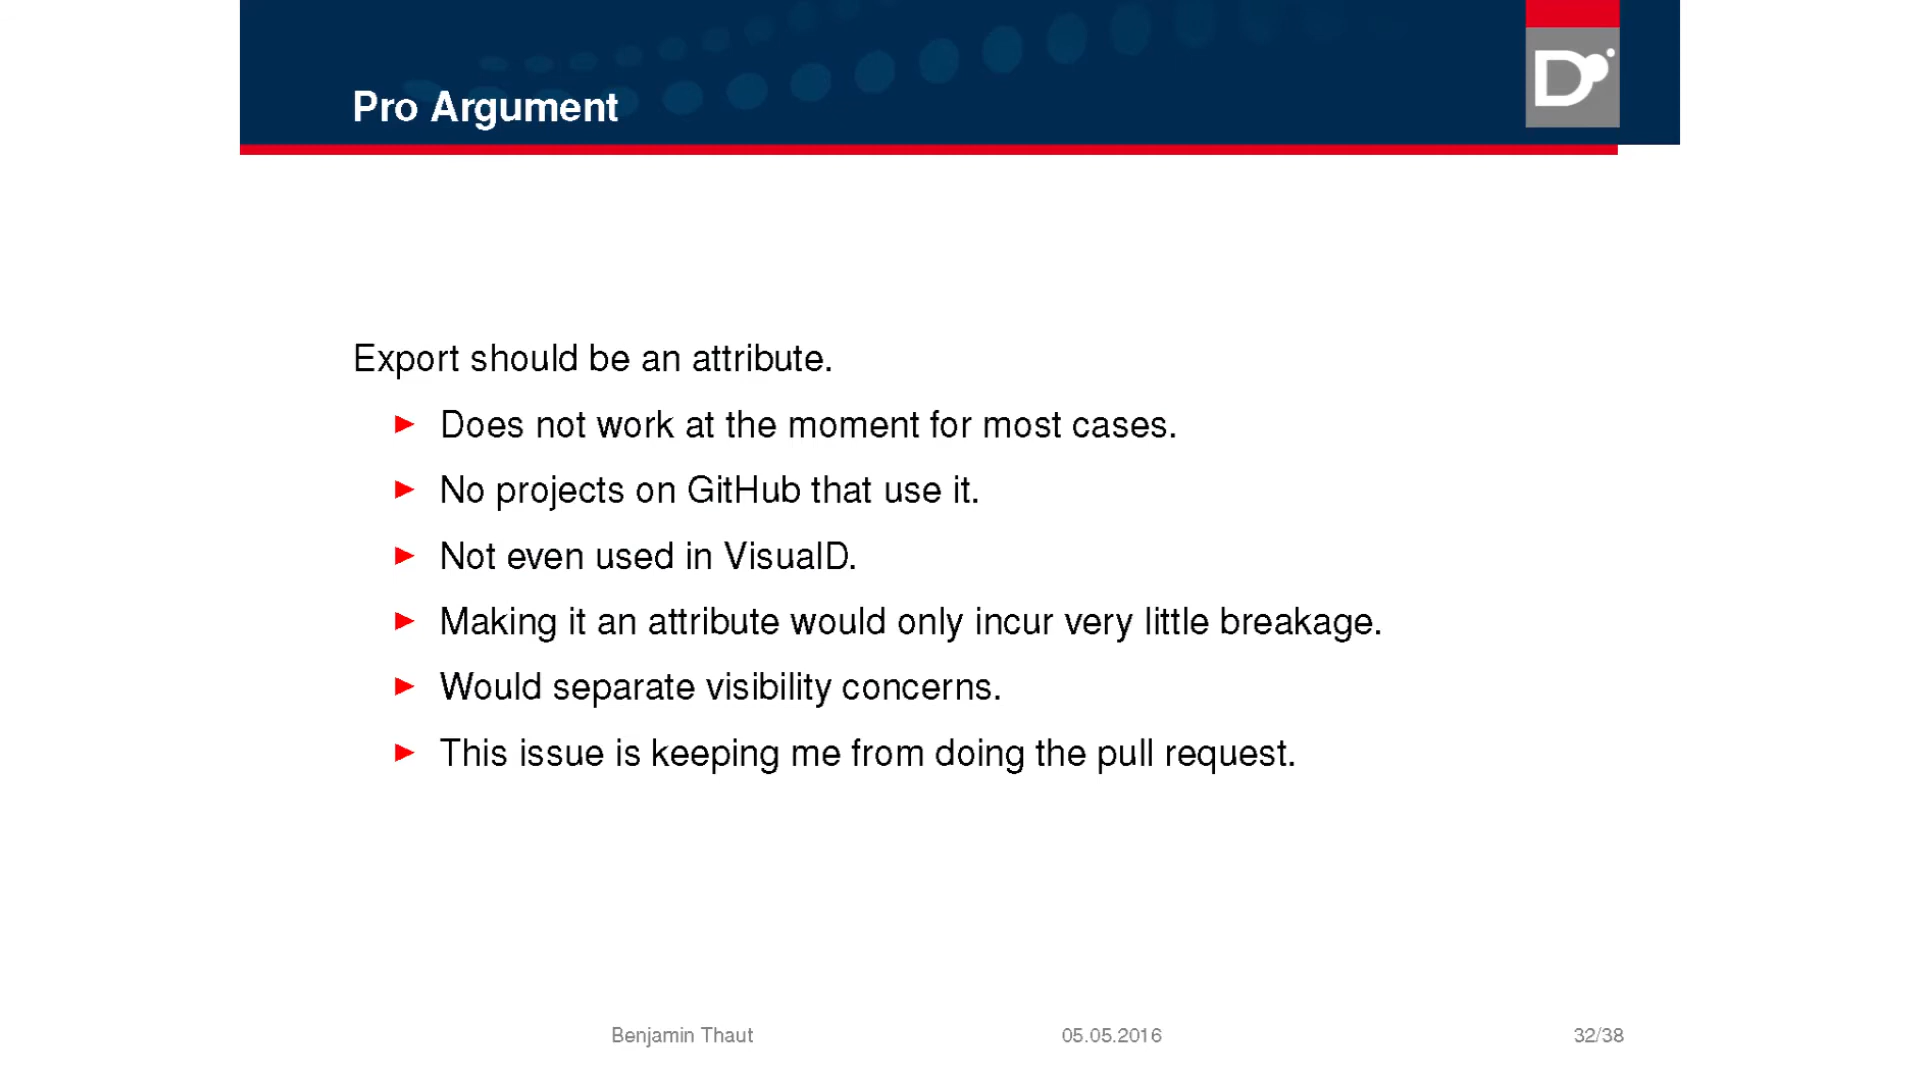 Pro Argument
D
Export should be an attribute.
Does not work at the moment for most cases.
No projects on GitHub that use it.
Not even used in VisualD.
Making it an attribute would only incur very little breakage.
Would separate visibility concerns.
This issue is keeping me from doing the pull request.
Benjamin Thaut 05.05.2016 32/38